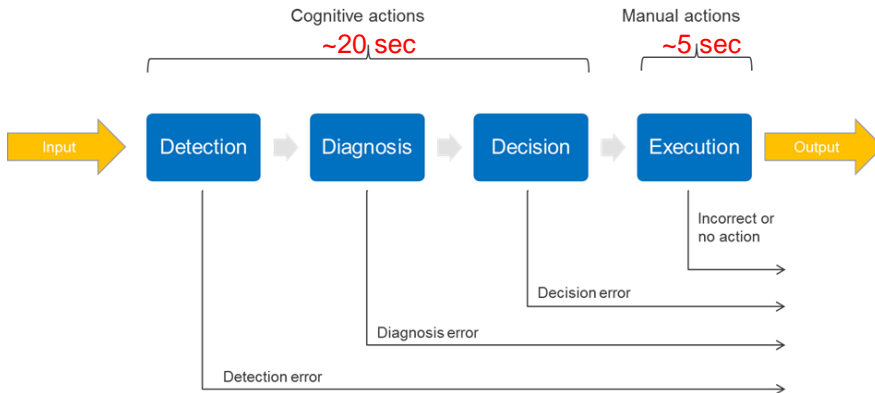 Cognitive actions
~20 sec
Manual actions
~5 sec
Input
Detection
Diagnosis
Decision
Execution
Output
Incorrect or
no action
Decision error
Diagnosis error
Detection error